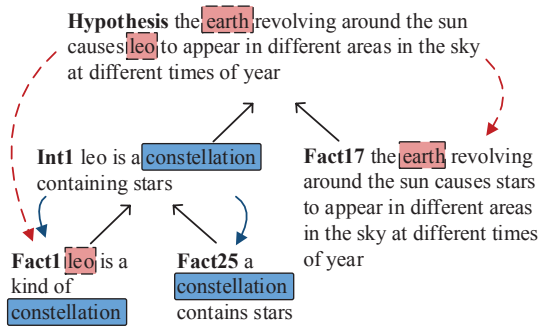 Hypothesis the earth revolving around the sun
causes leo to appear in different areas in the sky
at different times of year
Int1 leo is a constellation
containing stars
Fact17 the earth revolving
around the sun causes stars
to appear in different areas
in the sky at different times
of year
Fact1 leo is a
kind of
constellation
Fact25 a
constellation
contains stars